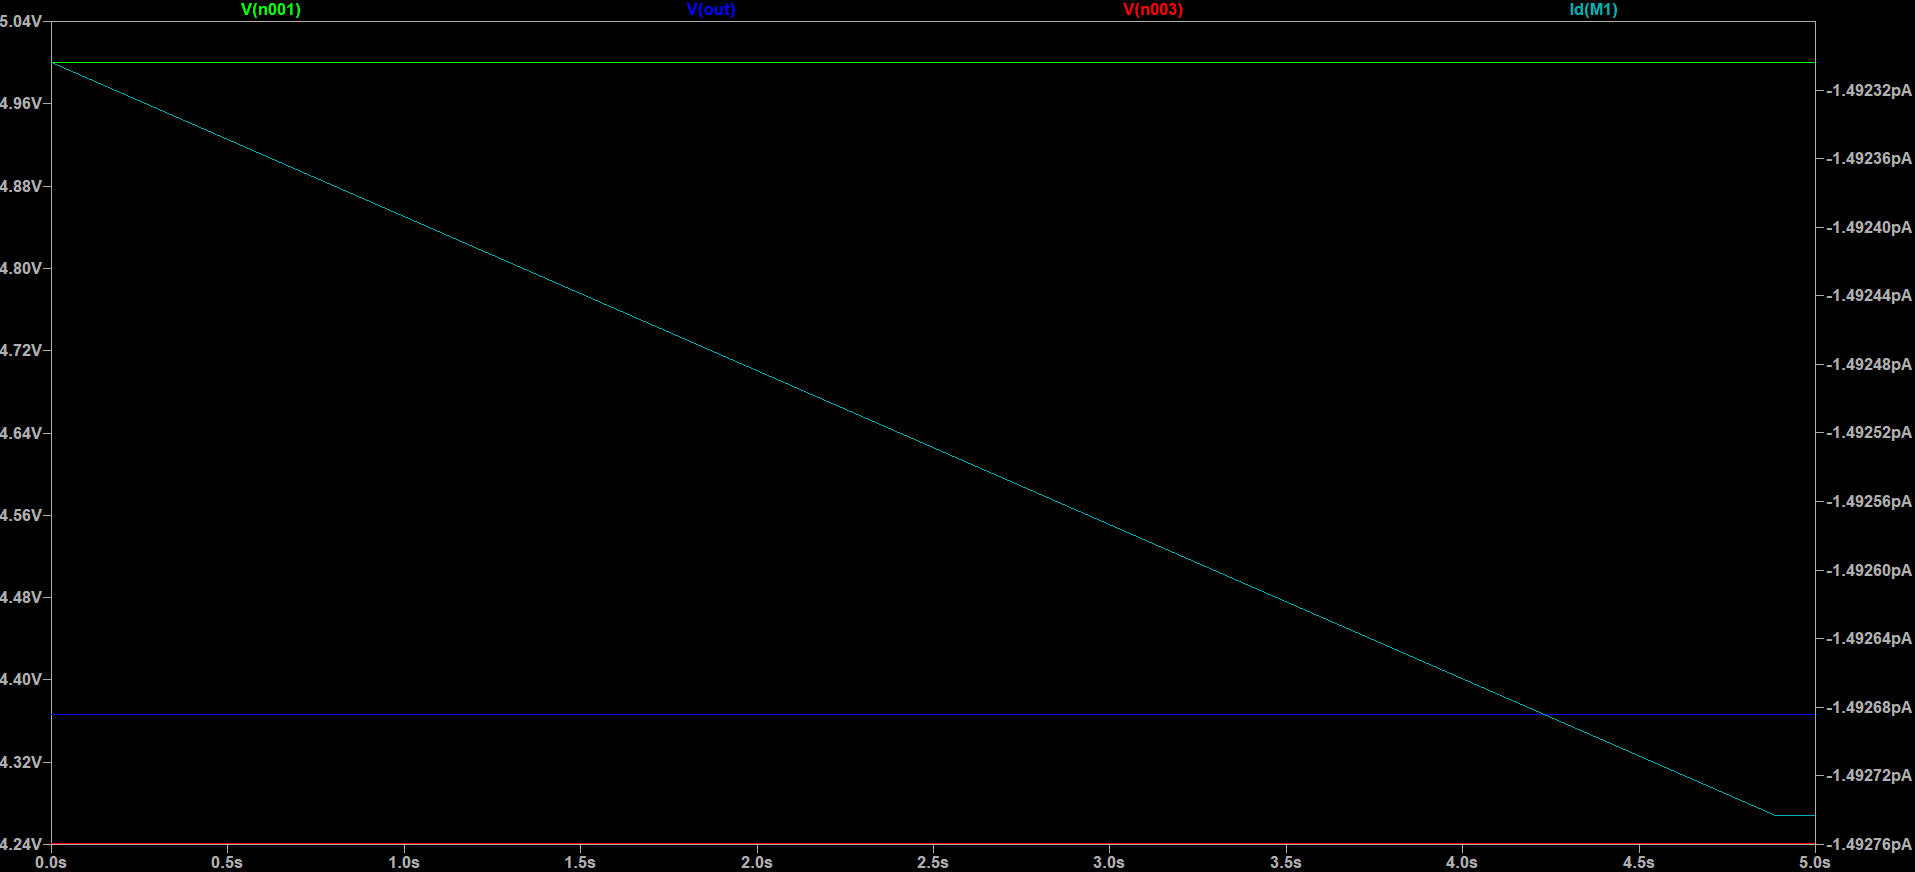 V(n001) V(out) V(n003) Id(M1)
5.04V
4.96V -1.49232pA
-1.49236pA
4.88V
-1.49240pA
4.80V
-1.49244pA
4.72V
-1.49248pA
4.64V -1.49252pA
4.56V -1.49256pA
-1.49260pA
4.48V
-1.49264pA
4.40V
-1.49268pA
4.32V -1.49272pA
4.24V -1.49276pA
0.0s 0.5s 1.0s 1.5s 2.0s 2.5s 3.0s 3.5s 4.0s 4.5s 5.0s